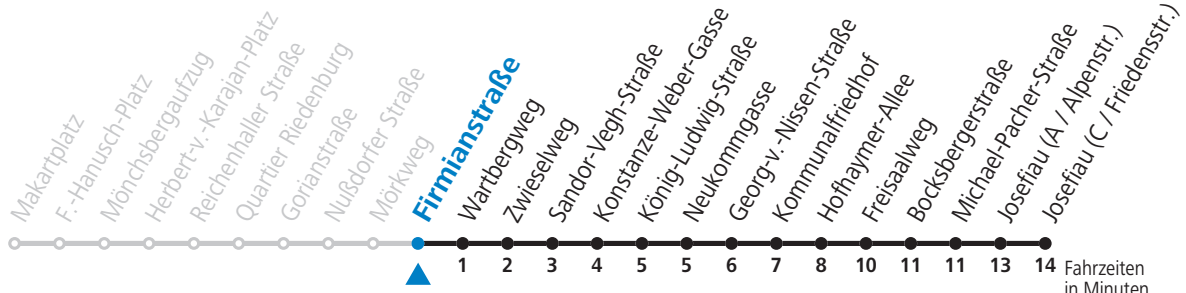 Makartplatz
F.-Hanusch-Platz
Mönchsbergaufzug
Herbert-v.-Karajan-Platz
Reichenhaller Straße
Quartier Riedenburg
Gorianstraße
Nußdorfer Straße
Mörkweg
Firmianstraße
Wartbergweg
Zwieselweg
Sandor-Vegh-Straße
Konstanze-Weber-Gasse
König-Ludwig-Straße
Neukommgasse
Georg-v.-Nissen-Straße
Kommunalfriedhof
Hofhaymer-Allee
Freisaalweg
Bocksbergerstraße
Michael-Pacher-Straße
Josefiau (A / Alpenstr.)
Josefiau (C / Friedensstr.)
1 2 3 4 5 5 6 7 8 10 11 11 13 14 Fahrzeiten
in Minuten